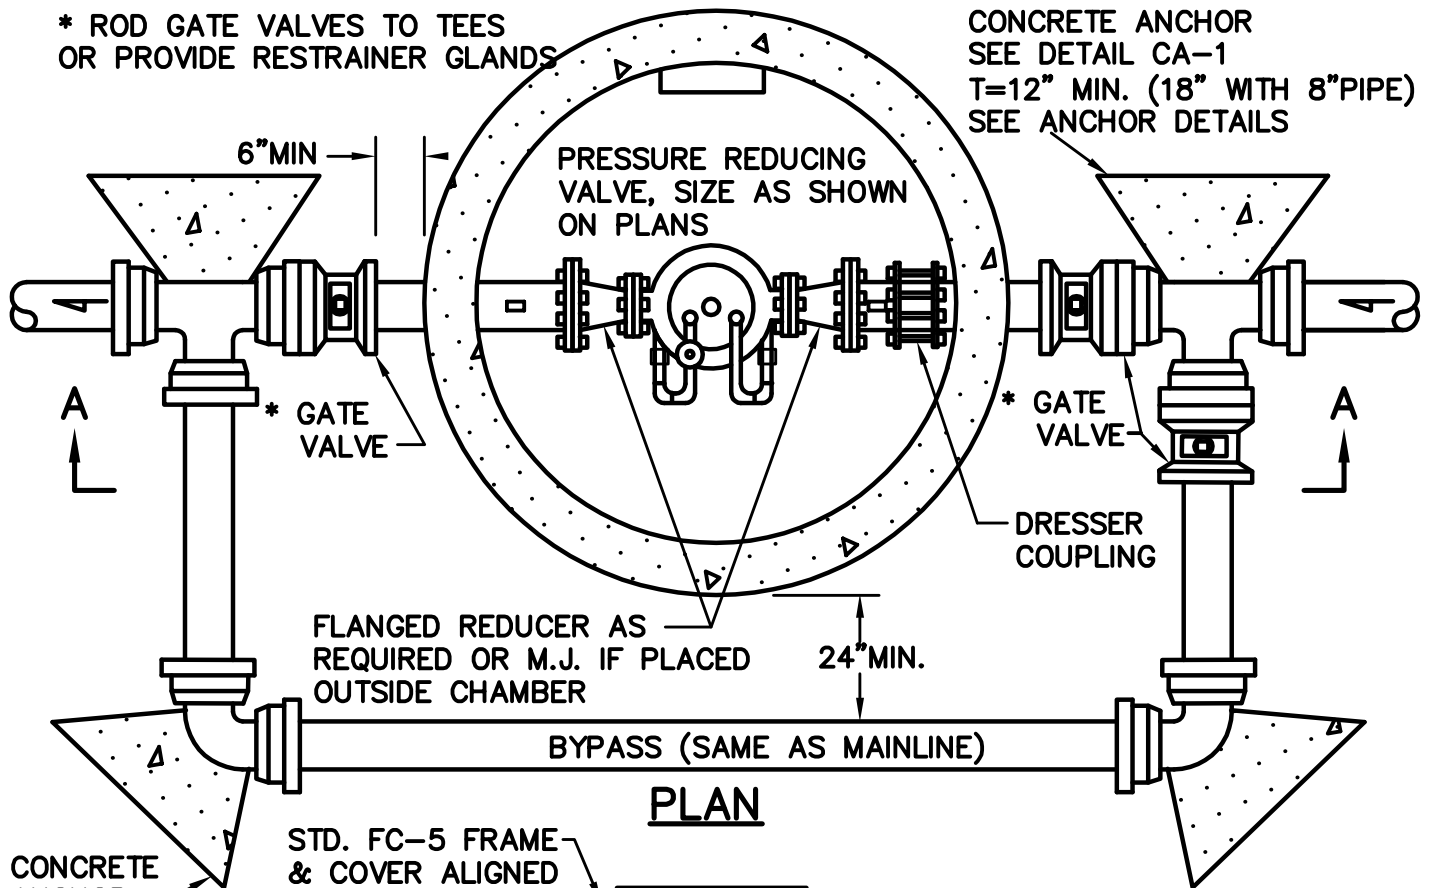 * ROD GATE VALVES TO TEES
OR PROVIDE RESTRAINER GLANDS
CONCRETE ANCHOR
SEE DETAIL CA-1
T=12" MIN. (18" WITH 8"PIPE)
SEE ANCHOR DETAILS
6"MIN
PRESSURE REDUCING
VALVE, SIZE AS SHOWN
ON PLANS
A
* GATE
VALVE
* GATE
VALVE
A
DRESSER
COUPLING
FLANGED REDUCER AS
REQUIRED OR M.J. IF PLACED
OUTSIDE CHAMBER
24"MIN.
BYPASS (SAME AS MAINLINE)
PLAN
STD. FC-5 FRAME
& COVER ALIGNED
CONCRETE